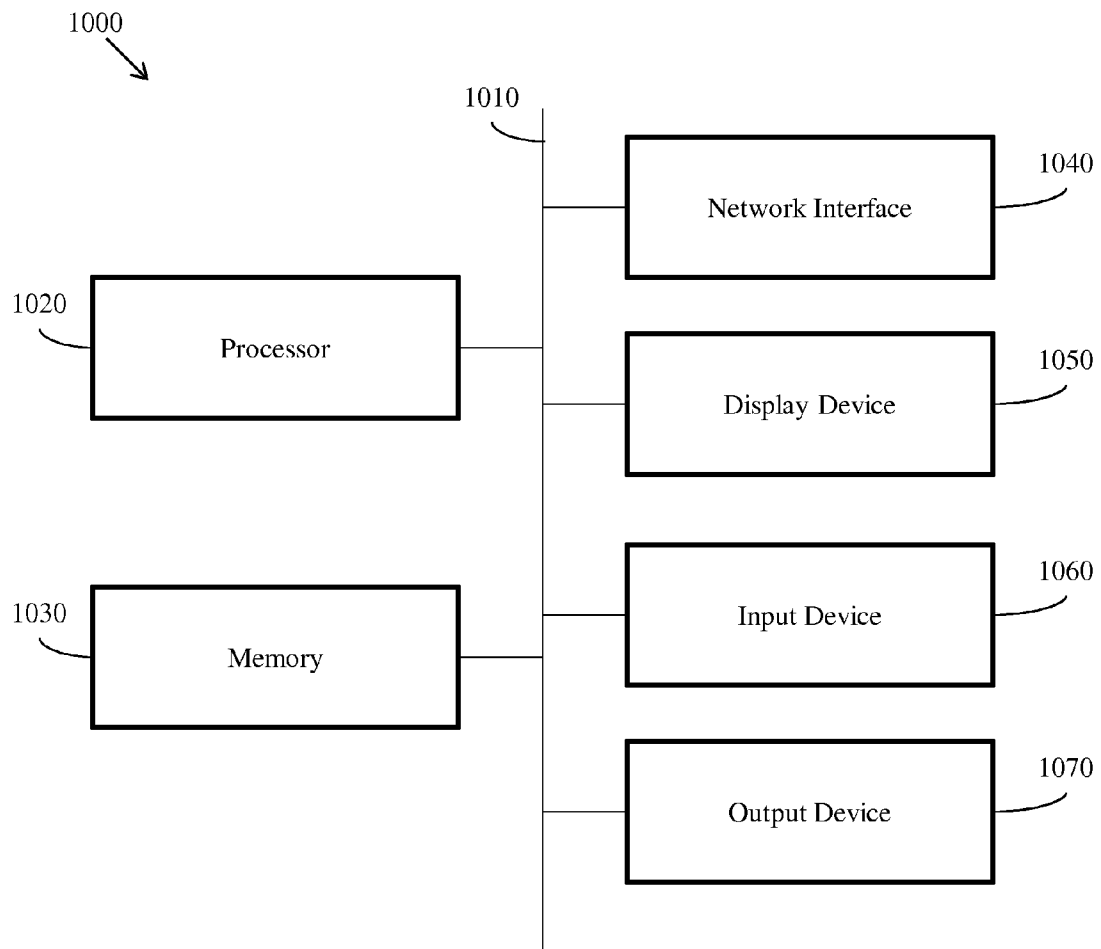 1000
1010
1040
Network Interface
1020
Processor
1050
Display Device
1060
Input Device
1030
Memory
1070
Output Device